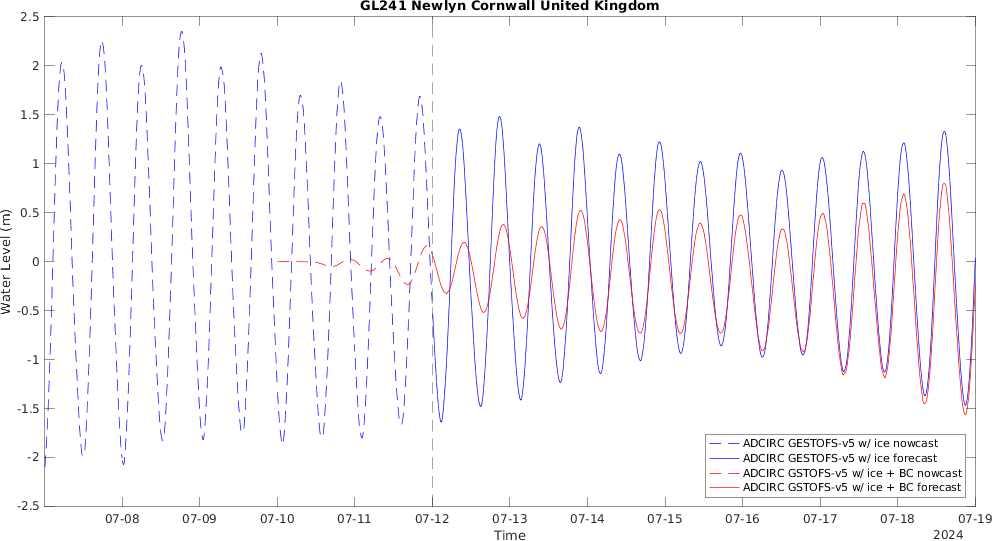 GL241 Newlyn Cornwall United Kingdom
2.5
2
1.5
1
0.5
0
-0.5
-1
-1.5
-2
-2.5
Water Level (m)
ADCIRC GESTOFS-v5 w/ ice nowcast
ADCIRC GESTOFS-v5 w/ ice forecast
ADCIRC GSTOFS-v5 w/ ice + BC nowcast
ADCIRC GSTOFS-v5 w/ ice + BC forecast
07-08 07-09 07-10 07-11 07-12 07-13 07-14 07-15 07-16 07-17 07-18 07-19
Time
2024